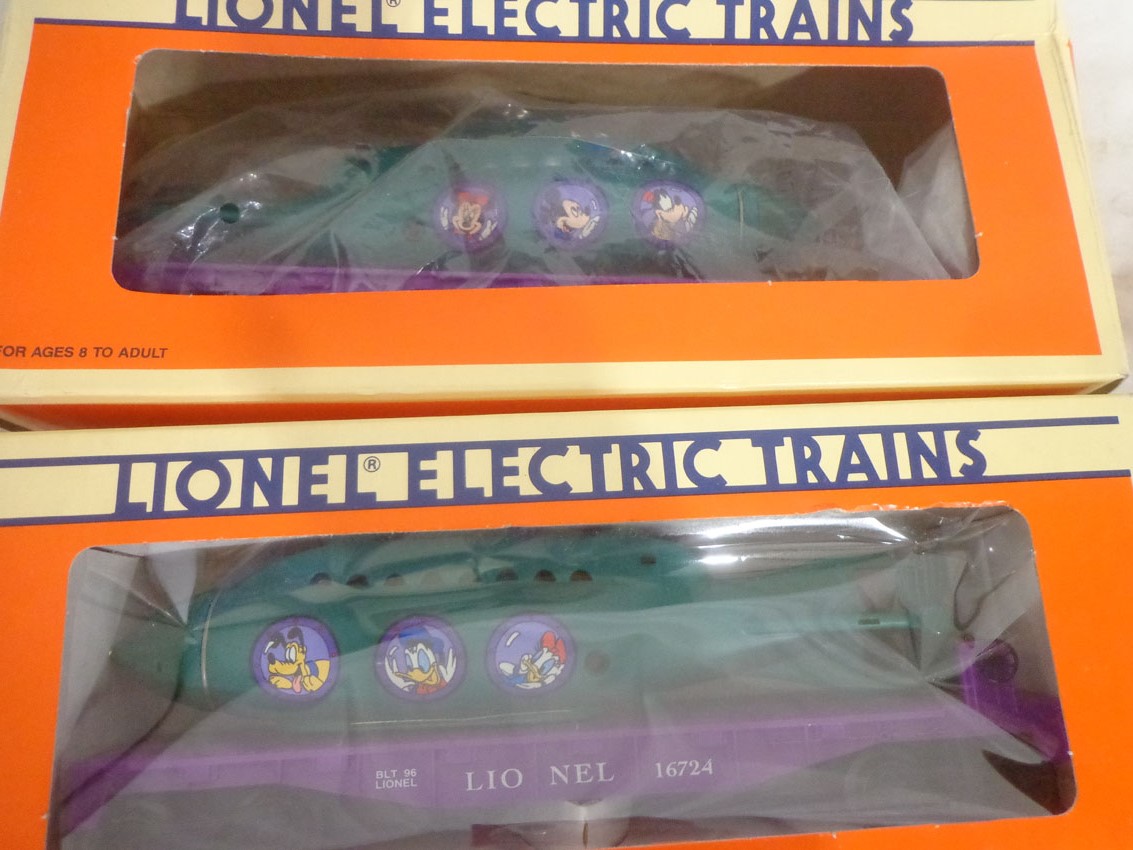 LIONEL® ELECTRIC TRAINS
FOR AGES 8 TO ADULT
LIONEL® ELECTRIC TRAINS
BLT 96
LIONEL
LIO NEL 16724